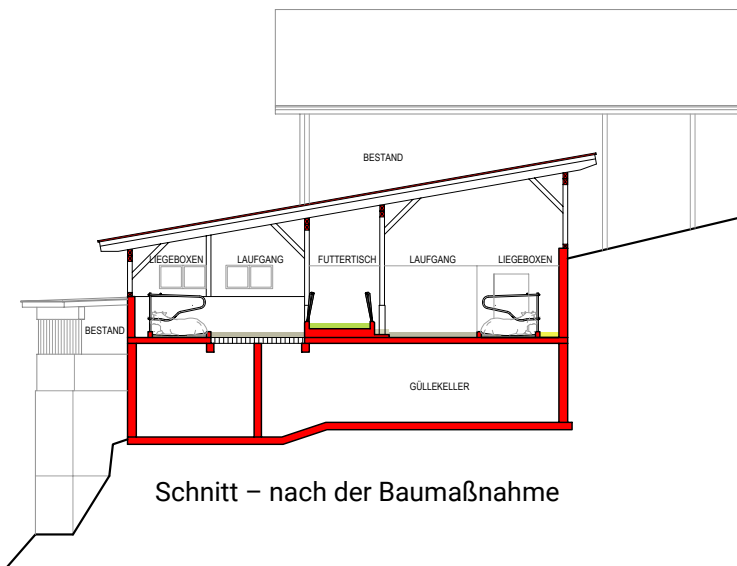 BESTAND
LIEGEBOXEN
LAUFGANG
FUTTERTISCH
LAUFGANG
LIEGEBOXEN
BESTAND
GÜLLEKELLER
Schnitt – nach der Baumaßnahme